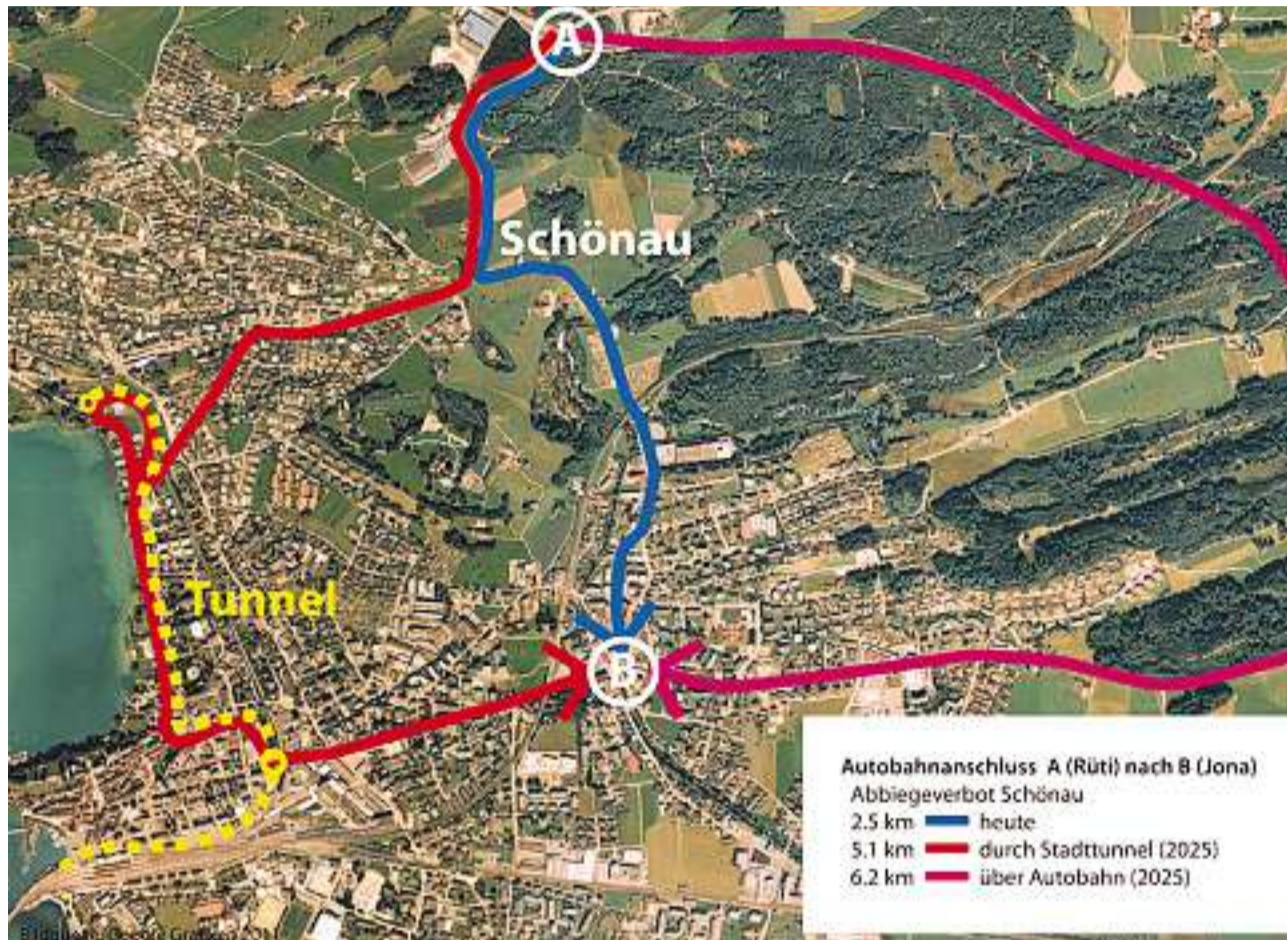 A
Schönau
Tunnel
B
Autobahnanschluss A (Rüti) nach B (Jona)
Abbiegeverbot Schönau
2.5 km heute
5.1 km durch Stadttunnel (2025)
6.2 km über Autobahn (2025)